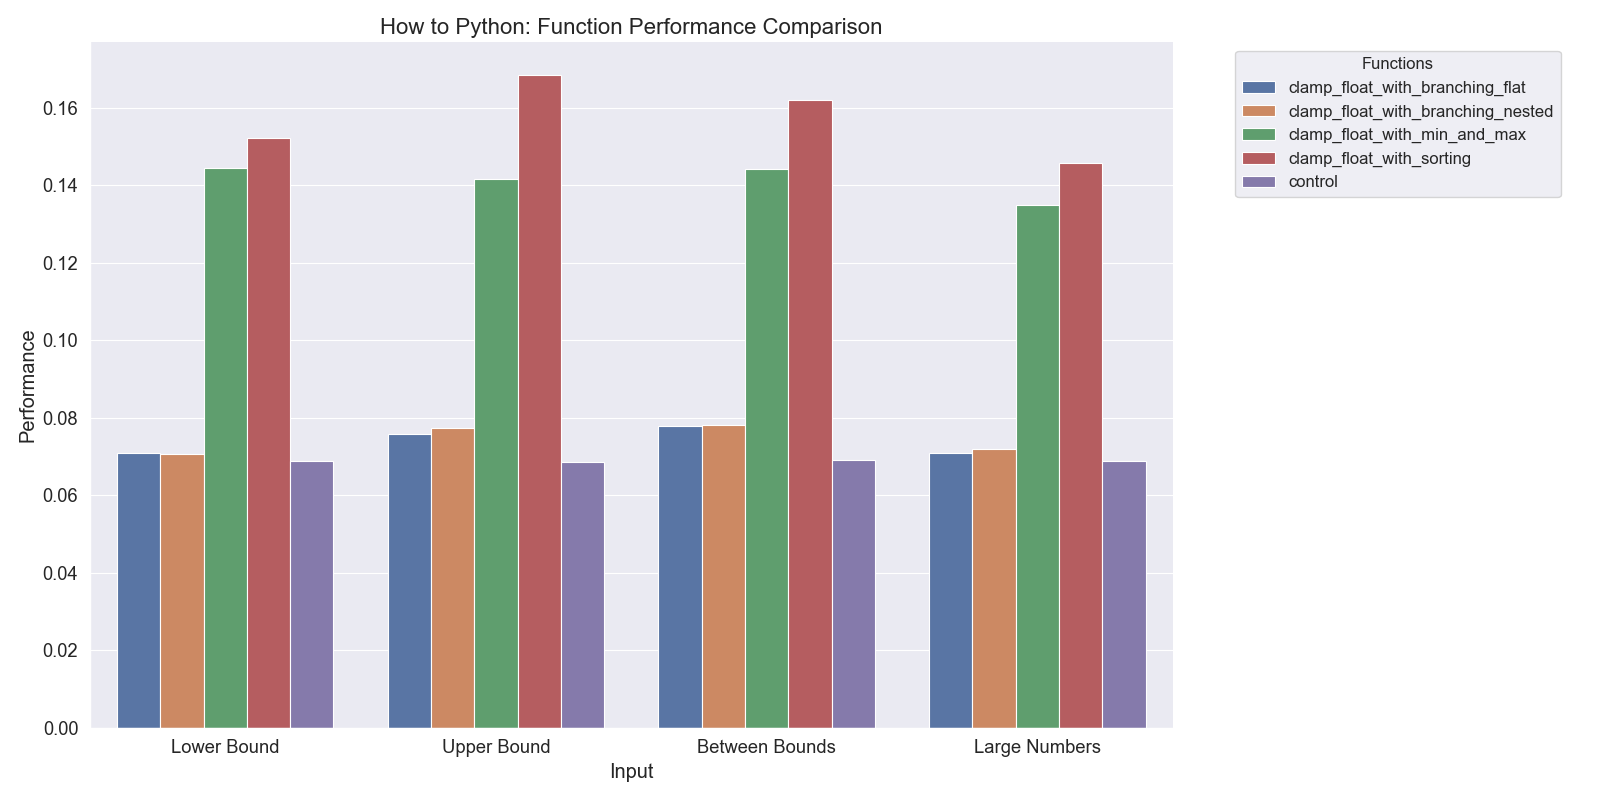 How to Python: Function Performance Comparison
Functions
clamp_float_with_branching_flat
clamp_float_with_branching_nested
clamp_float_with_min_and_max
clamp_float_with_sorting
control
Performance
0.16
0.14
0.12
0.10
0.08
0.06
0.04
0.02
0.00
Lower Bound
Upper Bound
Between Bounds
Large Numbers
Input